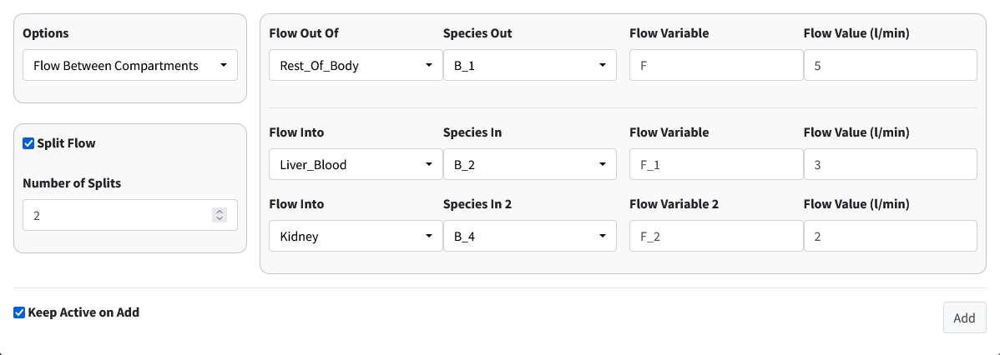 Options
Flow Between Compartments
Split Flow
Number of Splits
2
Flow Out Of Species Out Flow Variable Flow Value (l/min)
Rest_Of_Body B_1 F 5
Flow Into Species In Flow Variable Flow Value (l/min)
Liver_Blood B_2 F_1 3
Flow Into Species In 2 Flow Variable 2 Flow Value (l/min)
Kidney B_4 F_2 2
Keep Active on Add
Add